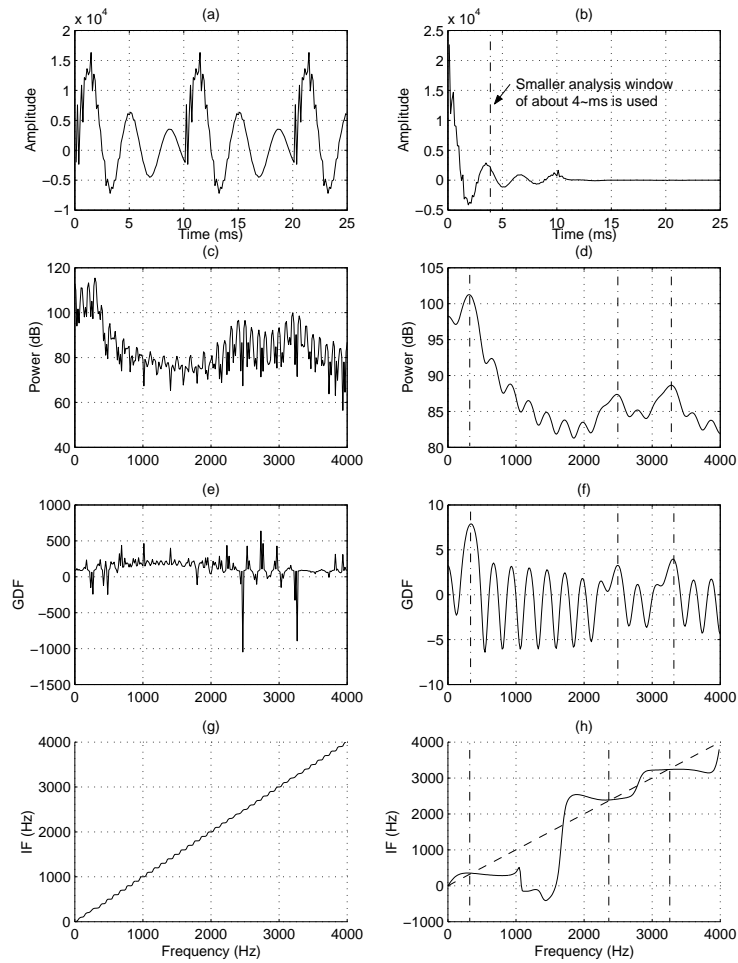 (a)
x 10^4
2
1.5
1
0.5
0
−0.5
−1
Amplitude
0 5 10 15 20 25
Time (ms)
(b)
x 10^4
2.5
2
1.5
1
0.5
0
−0.5
Amplitude
Smaller analysis window
of about 4~ms is used
0 5 10 15 20 25
Time (ms)
(c)
120
100
80
60
40
Power (dB)
0 1000 2000 3000 4000
(d)
105
100
95
90
85
80
Power (dB)
0 1000 2000 3000 4000
(e)
1000
500
0
−500
−1000
−1500
GDF
0 1000 2000 3000 4000
(f)
10
5
0
−5
−10
GDF
0 1000 2000 3000 4000
(g)
4000
3000
2000
1000
0
IF (Hz)
0 1000 2000 3000 4000
Frequency (Hz)
(h)
4000
3000
2000
1000
0
−1000
IF (Hz)
0 1000 2000 3000 4000
Frequency (Hz)